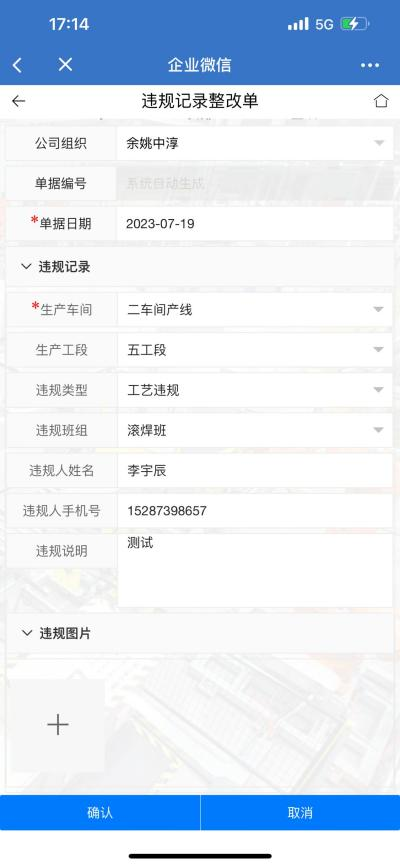 17:14
5G
企业微信
违规记录整改单
公司组织 余姚中淳
单据编号 系统自动生成
*单据日期 2023-07-19
违规记录
*生产车间 二车间产线
生产工段 五工段
违规类型 工艺违规
违规班组 滚焊班
违规人姓名 李宇辰
违规人手机号 15287398657
违规说明 测试
违规图片
确认 取消